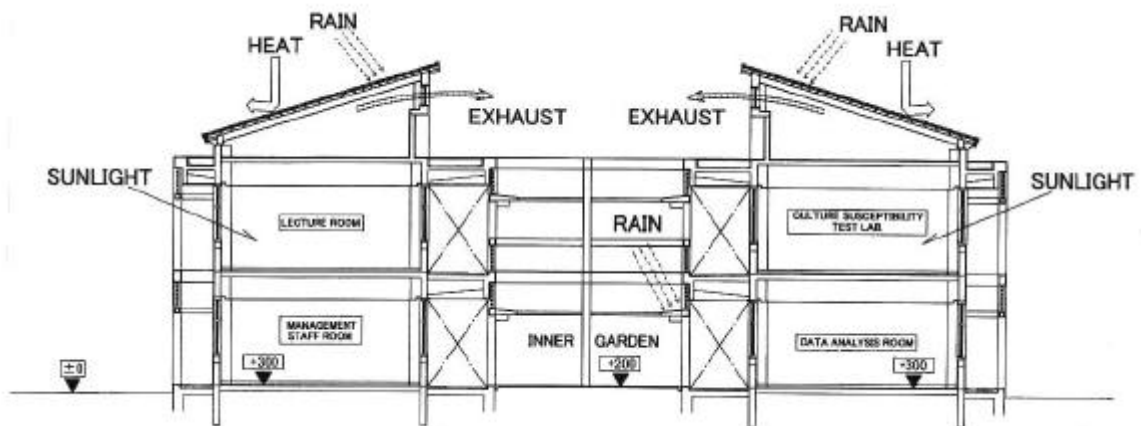 RAIN
RAIN
HEAT
HEAT
EXHAUST
EXHAUST
SUNLIGHT
SUNLIGHT
LECTURE ROOM
RAIN
CULTURE SUSCEPTIBILITY
TEST LAB.
MANAGEMENT
STAFF ROOM
INNER GARDEN
DATA ANALYSIS ROOM
±0
+300
+200
+300